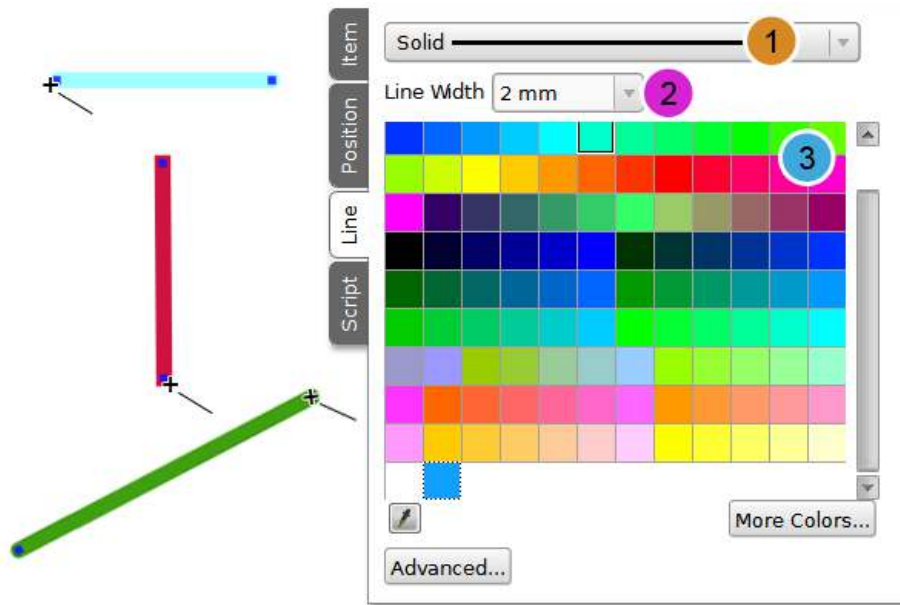 Item
Position
Line
Script
Solid
1
Line Width
2 mm
2
3
More Colors...
Advanced...